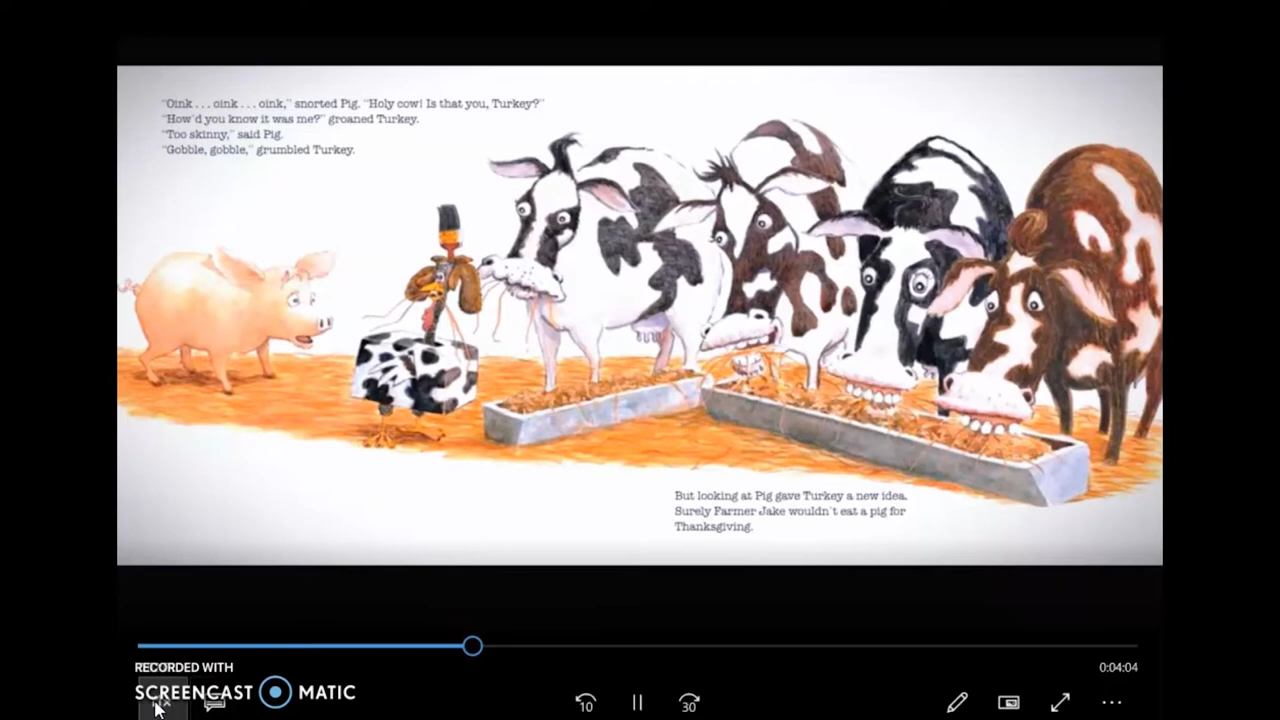 "Oink . . . oink . . . oink," snorted Pig. "Holy cow! Is that you, Turkey?"
"How'd you know it was me?" groaned Turkey.
"Too skinny," said Pig.
"Gobble, gobble," grumbled Turkey.
But looking at Pig gave Turkey a new idea.
Surely Farmer Jake wouldn't eat a pig for
Thanksgiving.
RECORDED WITH
0:04:04
SCREENCAST MATIC
10
30